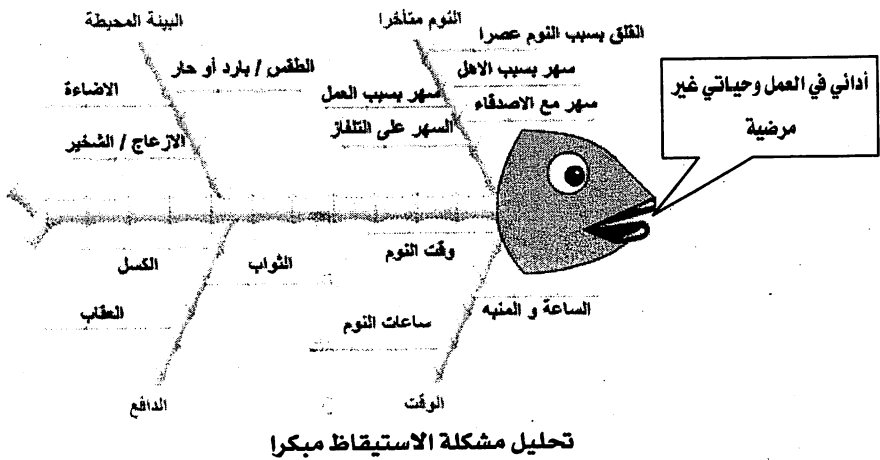 النوم متأخرا
البيئة المحيطة
القلق بسبب النوم عصرا
سهر بسبب الاهل
سهر مع الاصدقاء
سهر بسبب العمل
السهر على التلفاز
الطقس / بارد أو حار
الاضاءة
الازعاج / الشخير
أدائي في العمل وحياتي غير
مرضية
وقت النوم
الثواب
الكسل
الساعة و المنبه
ساعات النوم
العقاب
الوقت
الدافع
تحليل مشكلة الاستيقاظ مبكرا